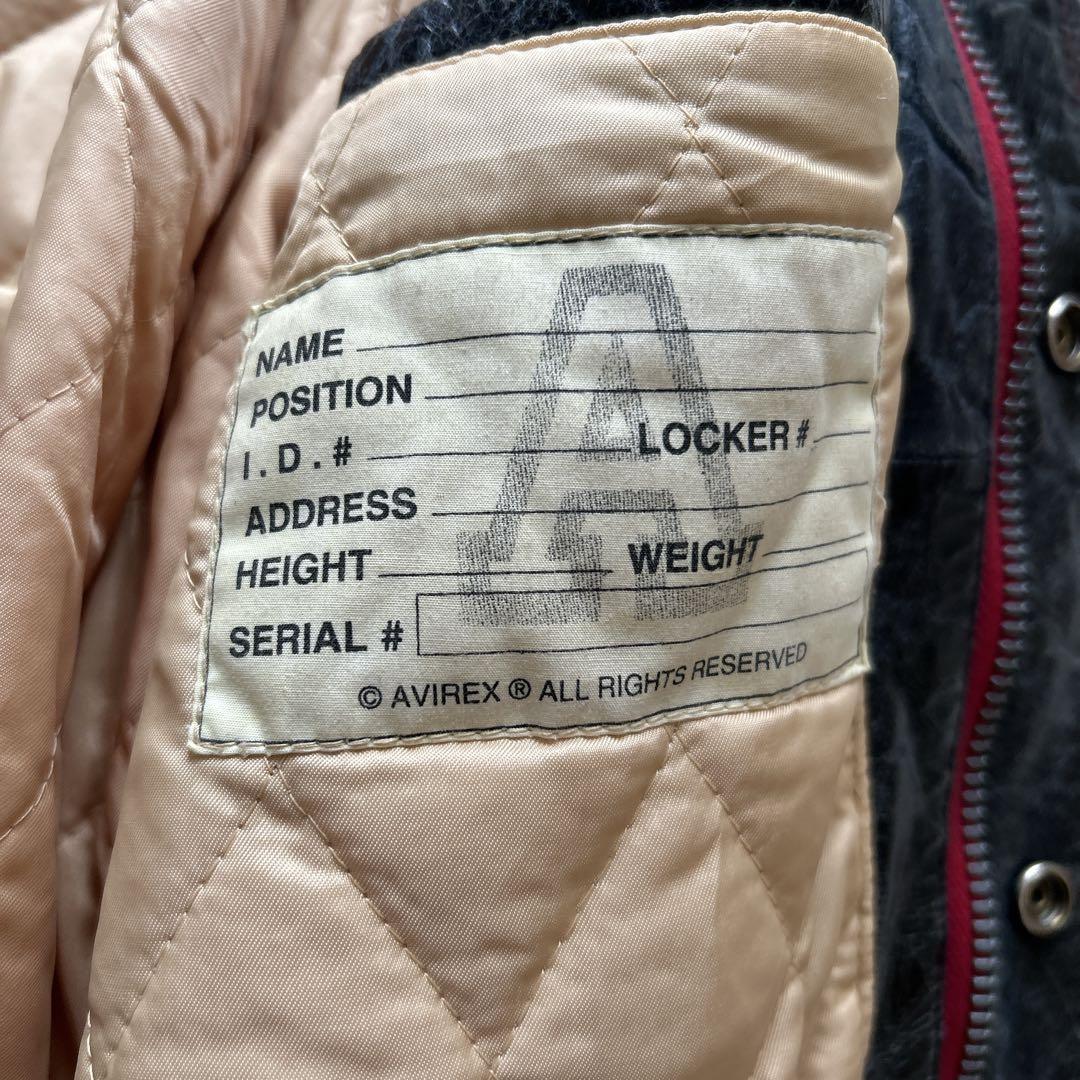 NAME
POSITION
I.D.# LOCKER #
ADDRESS
HEIGHT WEIGHT
SERIAL #
© AVIREX ® ALL RIGHTS RESERVED